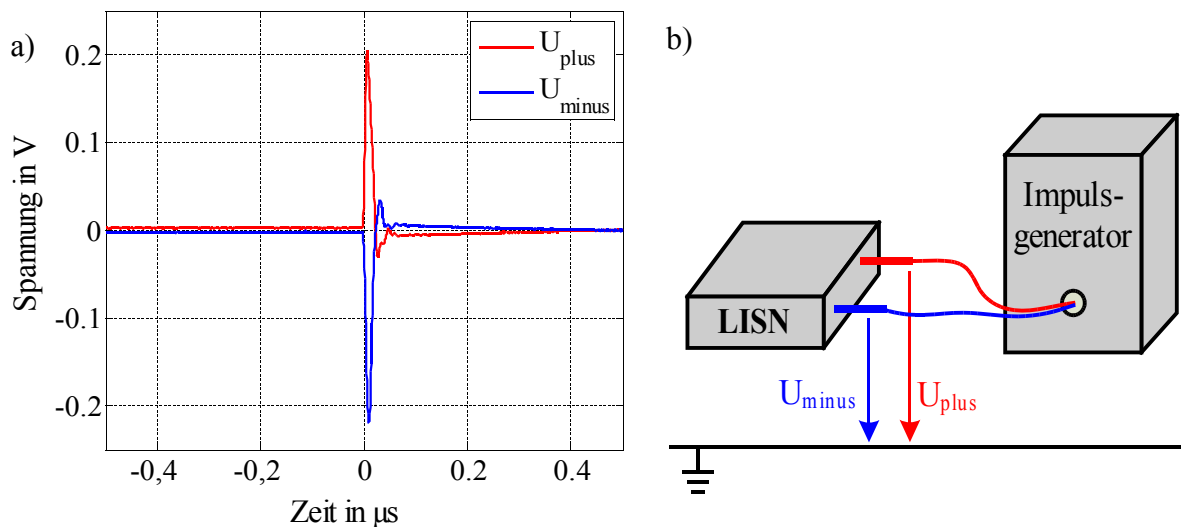 a)
U_plus
U_minus
Spannung in V
0.2
0.1
0
-0.1
-0.2
-0,4
-0,2
0
0.2
0.4
Zeit in µs
b)
Impuls-
generator
LISN
U_minus
U_plus